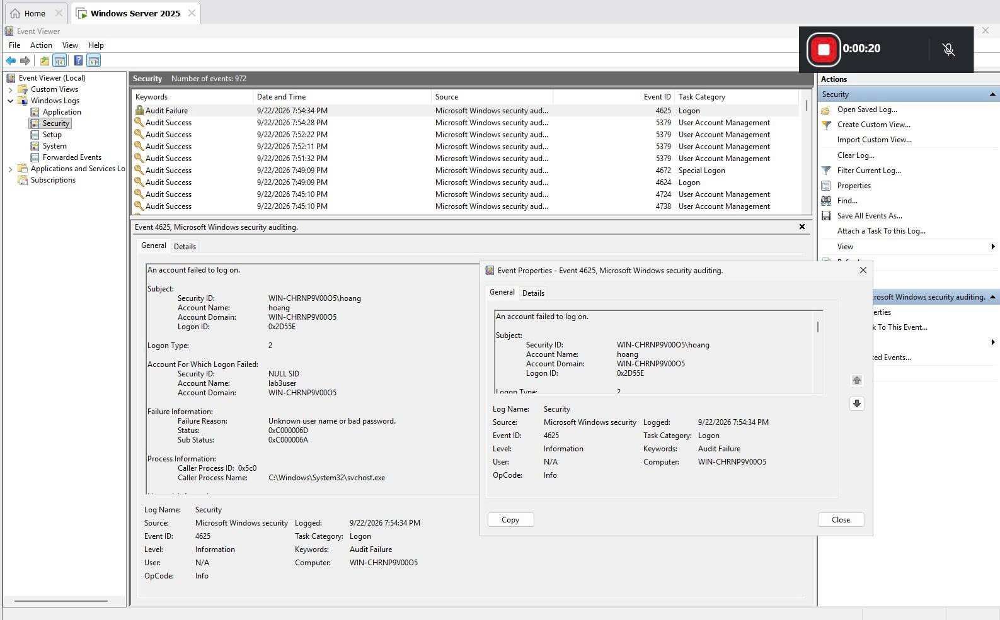 Home
Windows Server 2025
Event Viewer
File Action View Help
0:00:20
Event Viewer (Local)
Custom Views
Windows Logs
Application
Security
Setup
System
Forwarded Events
Applications and Services Lo
Subscriptions
Security Number of events: 972
Keywords Date and Time Source Event ID Task Category
Audit Failure 9/22/2026 7:54:34 PM Microsoft Windows security aud... 4625 Logon
Audit Success 9/22/2026 7:54:28 PM Microsoft Windows security aud... 5379 User Account Management
Audit Success 9/22/2026 7:52:22 PM Microsoft Windows security aud... 5379 User Account Management
Audit Success 9/22/2026 7:52:11 PM Microsoft Windows security aud... 5379 User Account Management
Audit Success 9/22/2026 7:51:32 PM Microsoft Windows security aud... 5379 User Account Management
Audit Success 9/22/2026 7:49:09 PM Microsoft Windows security aud... 4672 Special Logon
Audit Success 9/22/2026 7:49:09 PM Microsoft Windows security aud... 4624 Logon
Audit Success 9/22/2026 7:45:10 PM Microsoft Windows security aud... 4724 User Account Management
Audit Success 9/22/2026 7:45:10 PM Microsoft Windows security aud... 4738 User Account Management
Event 4625, Microsoft Windows security auditing.
General Details
An account failed to log on.
Subject:
Security ID: WIN-CHRNP9V00O5\hoang
Account Name: hoang
Account Domain: WIN-CHRNP9V00O5
Logon ID: 0x2D55E
Logon Type: 2
Account For Which Logon Failed:
Security ID: NULL SID
Account Name: lab3user
Account Domain: WIN-CHRNP9V00O5
Failure Information:
Failure Reason: Unknown user name or bad password.
Status: 0xC000006D
Sub Status: 0xC000006A
Process Information:
Caller Process ID: 0x5c0
Caller Process Name: C:\Windows\System32\svchost.exe
Log Name: Security
Source: Microsoft Windows security Logged: 9/22/2026 7:54:34 PM
Event ID: 4625 Task Category: Logon
Level: Information Keywords: Audit Failure
User: N/A Computer: WIN-CHRNP9V00O5
OpCode: Info
Event Properties - Event 4625, Microsoft Windows security auditing.
General Details
An account failed to log on.
Subject:
Security ID: WIN-CHRNP9V00O5\hoang
Account Name: hoang
Account Domain: WIN-CHRNP9V00O5
Logon ID: 0x2D55E
Logon Type: 2
Log Name: Security
Source: Microsoft Windows security Logged: 9/22/2026 7:54:34 PM
Event ID: 4625 Task Category: Logon
Level: Information Keywords: Audit Failure
User: N/A Computer: WIN-CHRNP9V00O5
OpCode: Info
Copy Close
Actions
Security
Open Saved Log...
Create Custom View...
Import Custom View...
Clear Log...
Filter Current Log...
Properties
Find...
Save All Events As...
Attach a Task To this Log...
View
crosoft Windows security auditing.
erties
k To This Event...
ted Events...